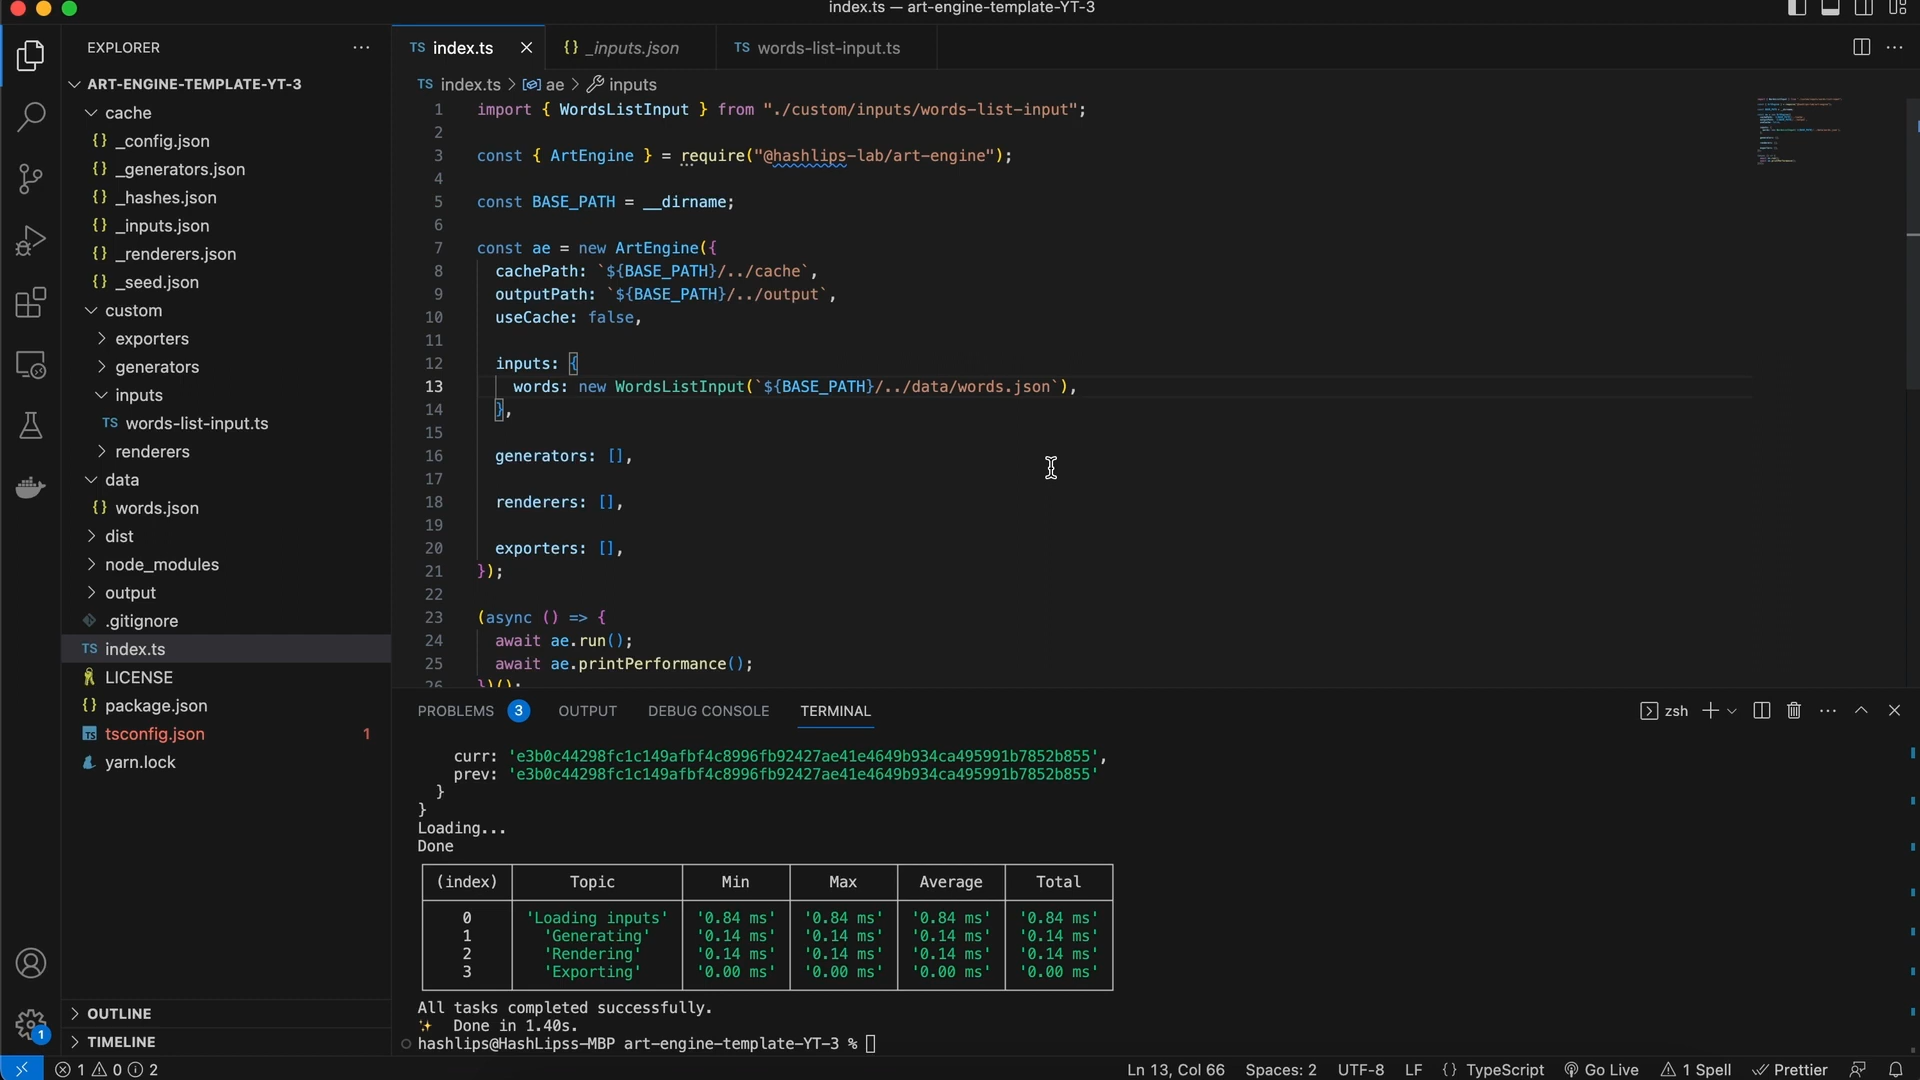 index.ts — art-engine-template-YT-3
EXPLORER
ART-ENGINE-TEMPLATE-YT-3
cache
{} _config.json
{} _generators.json
{} _hashes.json
{} _inputs.json
{} _renderers.json
{} _seed.json
custom
exporters
generators
inputs
TS words-list-input.ts
renderers
data
{} words.json
dist
node_modules
output
.gitignore
TS index.ts
LICENSE
{} package.json
TS tsconfig.json 1
yarn.lock
OUTLINE
TIMELINE
1
TS index.ts
{} _inputs.json
TS words-list-input.ts
TS index.ts > ae > inputs
1 import { WordsListInput } from "./custom/inputs/words-list-input";
2
3 const { ArtEngine } = require("@hashlips-lab/art-engine");
4
5 const BASE_PATH = __dirname;
6
7 const ae = new ArtEngine({
8 cachePath: `${BASE_PATH}/../cache`,
9 outputPath: `${BASE_PATH}/../output`,
10 useCache: false,
11
12 inputs: {
13 words: new WordsListInput(`${BASE_PATH}/../data/words.json`),
14 },
15
16 generators: [],
17
18 renderers: [],
19
20 exporters: [],
21 });
22
23 (async () => {
24 await ae.run();
25 await ae.printPerformance();
26 })();
PROBLEMS 3 OUTPUT DEBUG CONSOLE TERMINAL
zsh
curr: 'e3b0c44298fc1c149afbf4c8996fb92427ae41e4649b934ca495991b7852b855',
prev: 'e3b0c44298fc1c149afbf4c8996fb92427ae41e4649b934ca495991b7852b855'
}
}
Loading...
Done
(index) Topic Min Max Average Total
0 'Loading inputs' '0.84 ms' '0.84 ms' '0.84 ms' '0.84 ms'
1 'Generating' '0.14 ms' '0.14 ms' '0.14 ms' '0.14 ms'
2 'Rendering' '0.14 ms' '0.14 ms' '0.14 ms' '0.14 ms'
3 'Exporting' '0.00 ms' '0.00 ms' '0.00 ms' '0.00 ms'
All tasks completed successfully.
✨ Done in 1.40s.
hashlips@HashLipss-MBP art-engine-template-YT-3 %
1 0 2
Ln 13, Col 66 Spaces: 2 UTF-8 LF {} TypeScript Go Live 1 Spell Prettier